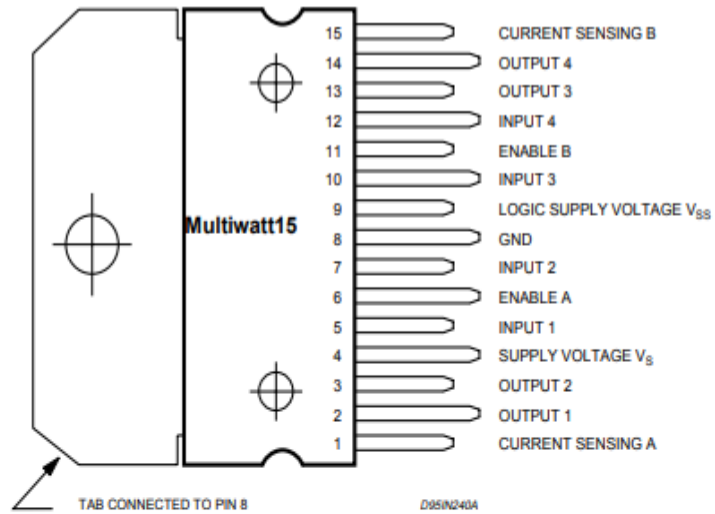 15 CURRENT SENSING B
14 OUTPUT 4
13 OUTPUT 3
12 INPUT 4
11 ENABLE B
10 INPUT 3
9 LOGIC SUPPLY VOLTAGE V_SS
Multiwatt15
8 GND
7 INPUT 2
6 ENABLE A
5 INPUT 1
4 SUPPLY VOLTAGE V_S
3 OUTPUT 2
2 OUTPUT 1
1 CURRENT SENSING A
TAB CONNECTED TO PIN 8
D95IN240A